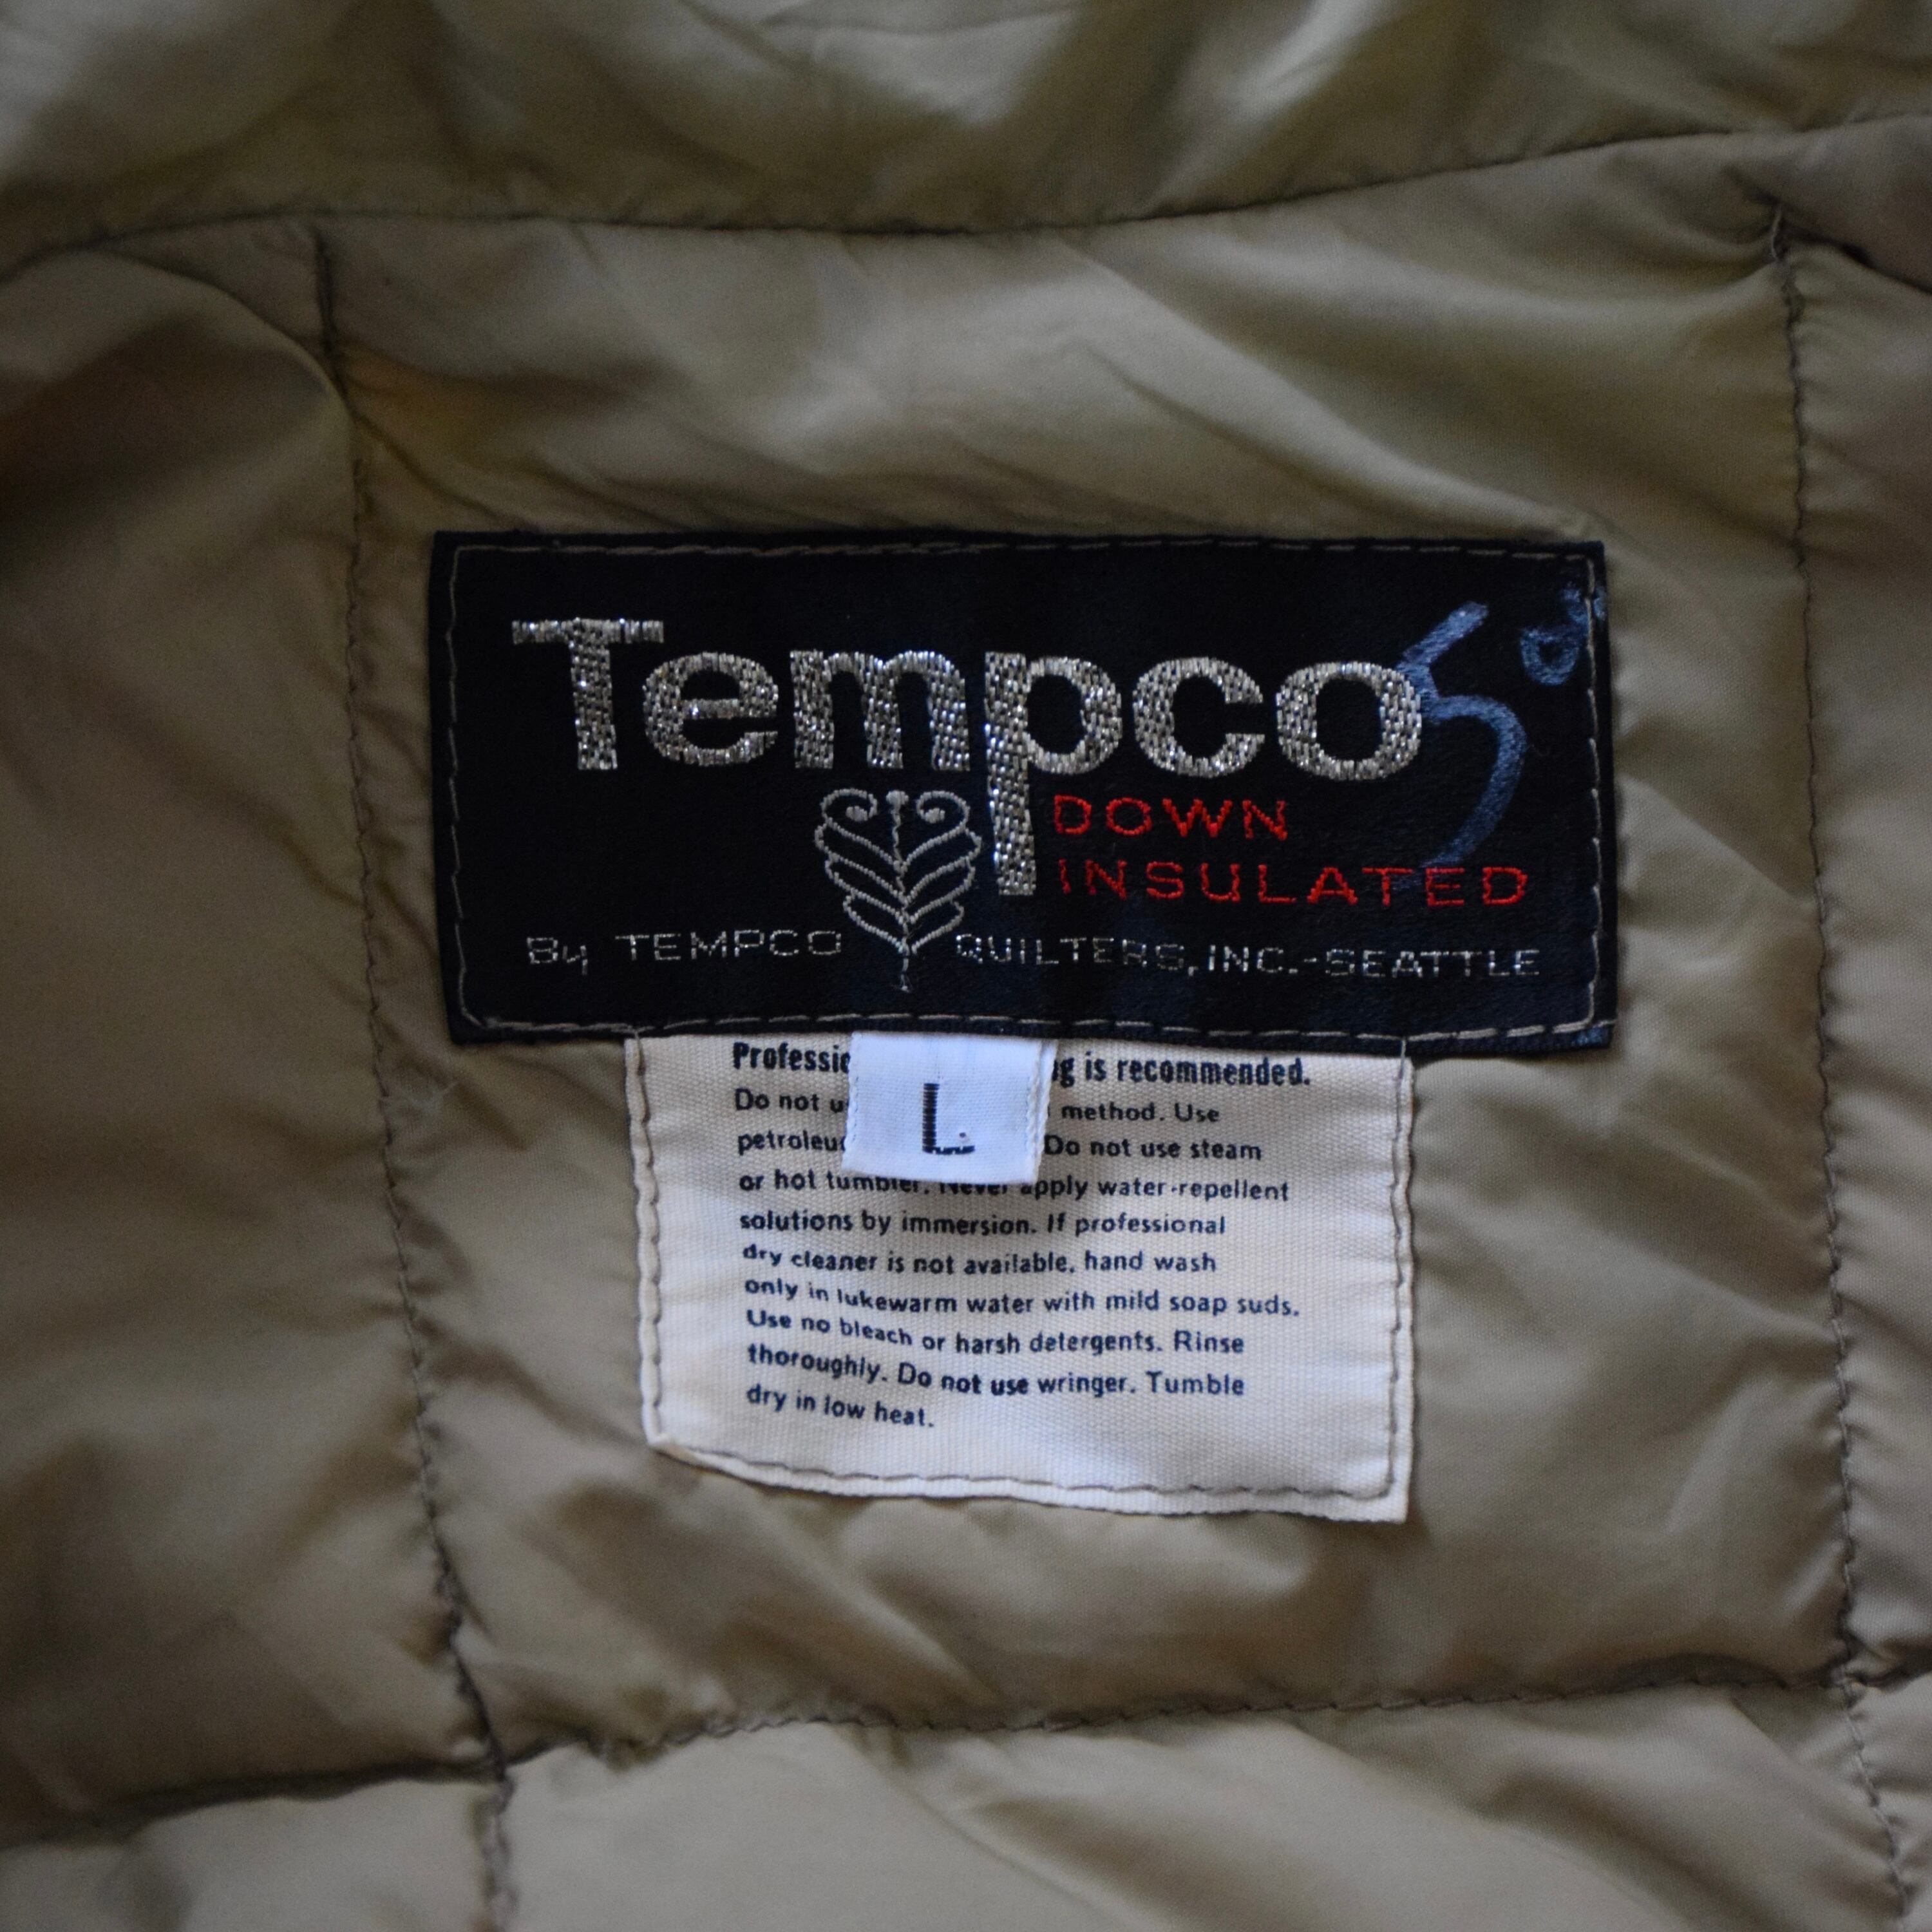 Tempco
DOWN
INSULATED
By TEMPCO QUILTERS, INC.-SEATTLE
L
is recommended.
Do not method. Use
Do not use steam
or hot tumbler. Never apply water-repellent
solutions by immersion. If professional
dry cleaner is not available, hand wash
only in lukewarm water with mild soap suds.
Use no bleach or harsh detergents. Rinse
thoroughly. Do not use wringer. Tumble
dry in low heat.